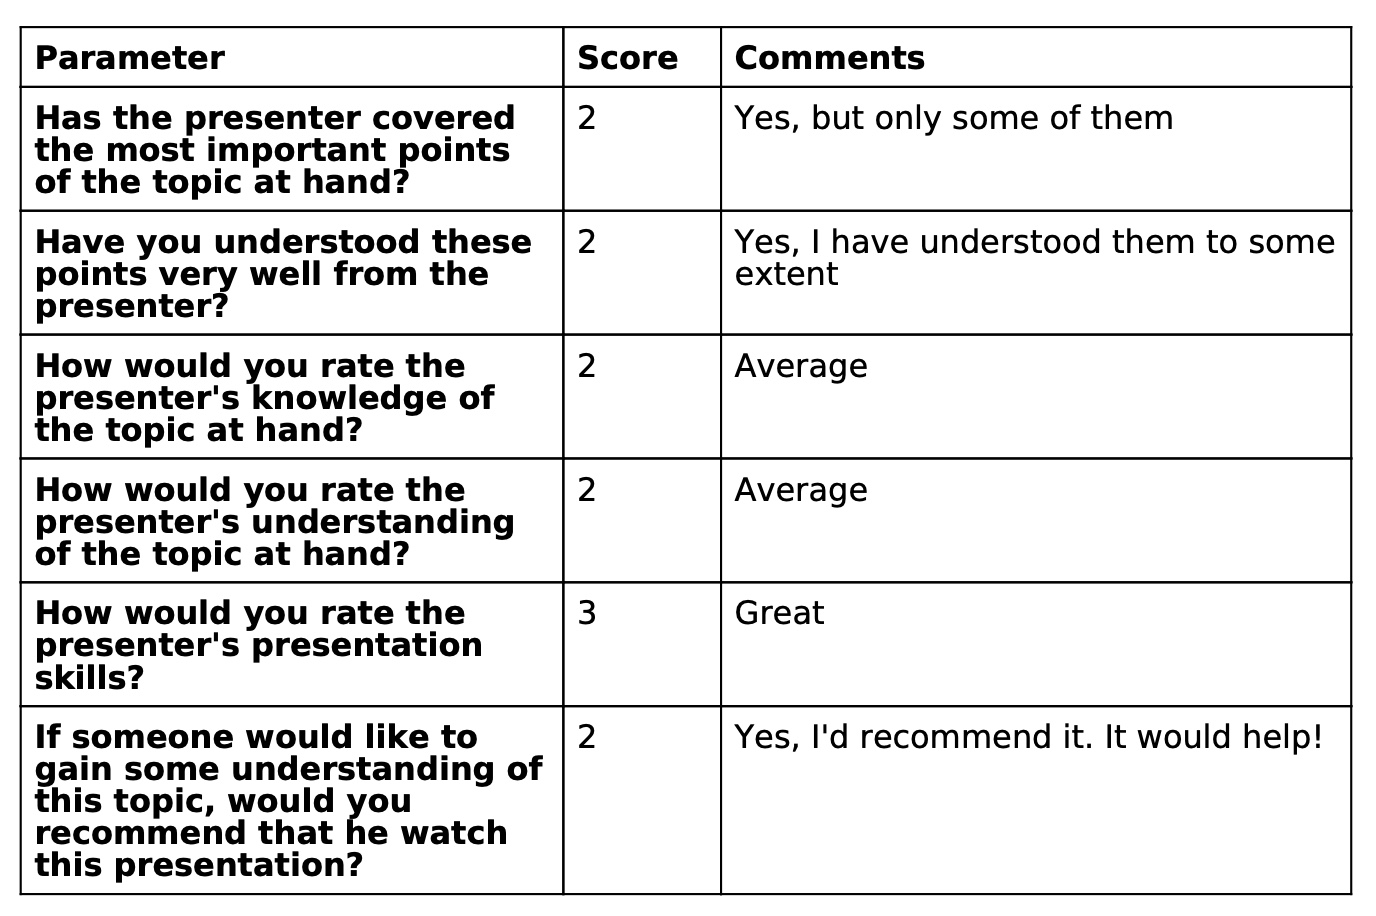 Parameter Score Comments
Has the presenter covered 2 Yes, but only some of them
the most important points
of the topic at hand?
Have you understood these 2 Yes, I have understood them to some
points very well from the extent
presenter?
How would you rate the 2 Average
presenter's knowledge of
the topic at hand?
How would you rate the 2 Average
presenter's understanding
of the topic at hand?
How would you rate the 3 Great
presenter's presentation
skills?
If someone would like to 2 Yes, I'd recommend it. It would help!
gain some understanding of
this topic, would you
recommend that he watch
this presentation?